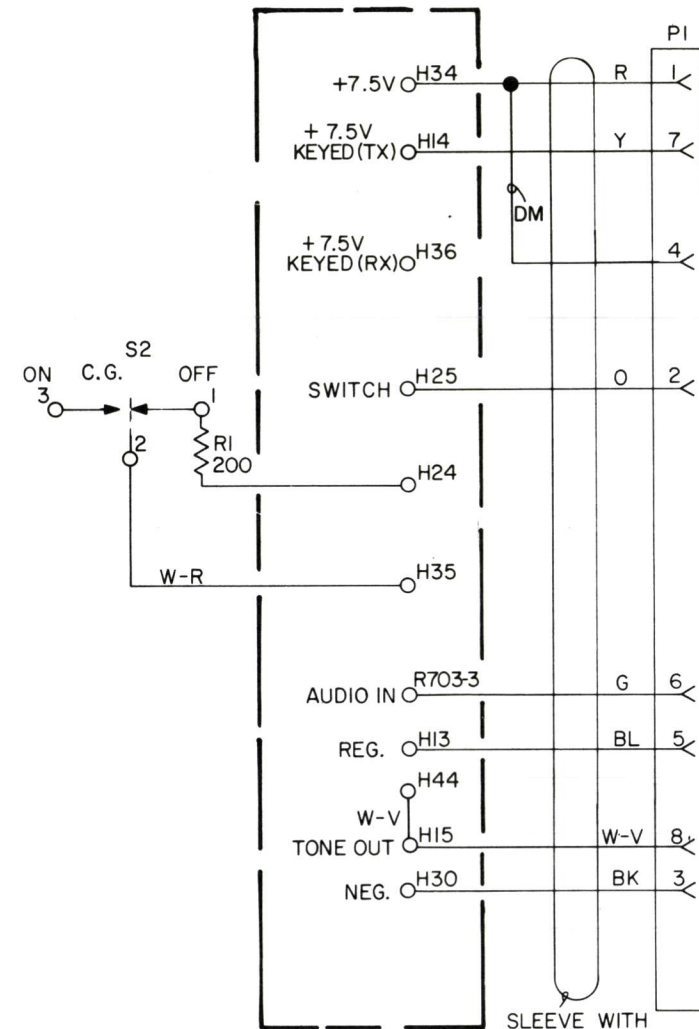 P1
+7.5V H34 R 1
+ 7.5V
KEYED (TX) H14 Y 7
DM
+7.5V
KEYED (RX) H36 4
S2
ON C.G. OFF
3 1
SWITCH H25 O 2
2 R1
200
H24
W-R H35
AUDIO IN R703-3 G 6
REG. H13 BL 5
H44
W-V
TONE OUT H15 W-V 8
NEG. H30 BK 3
SLEEVE WITH